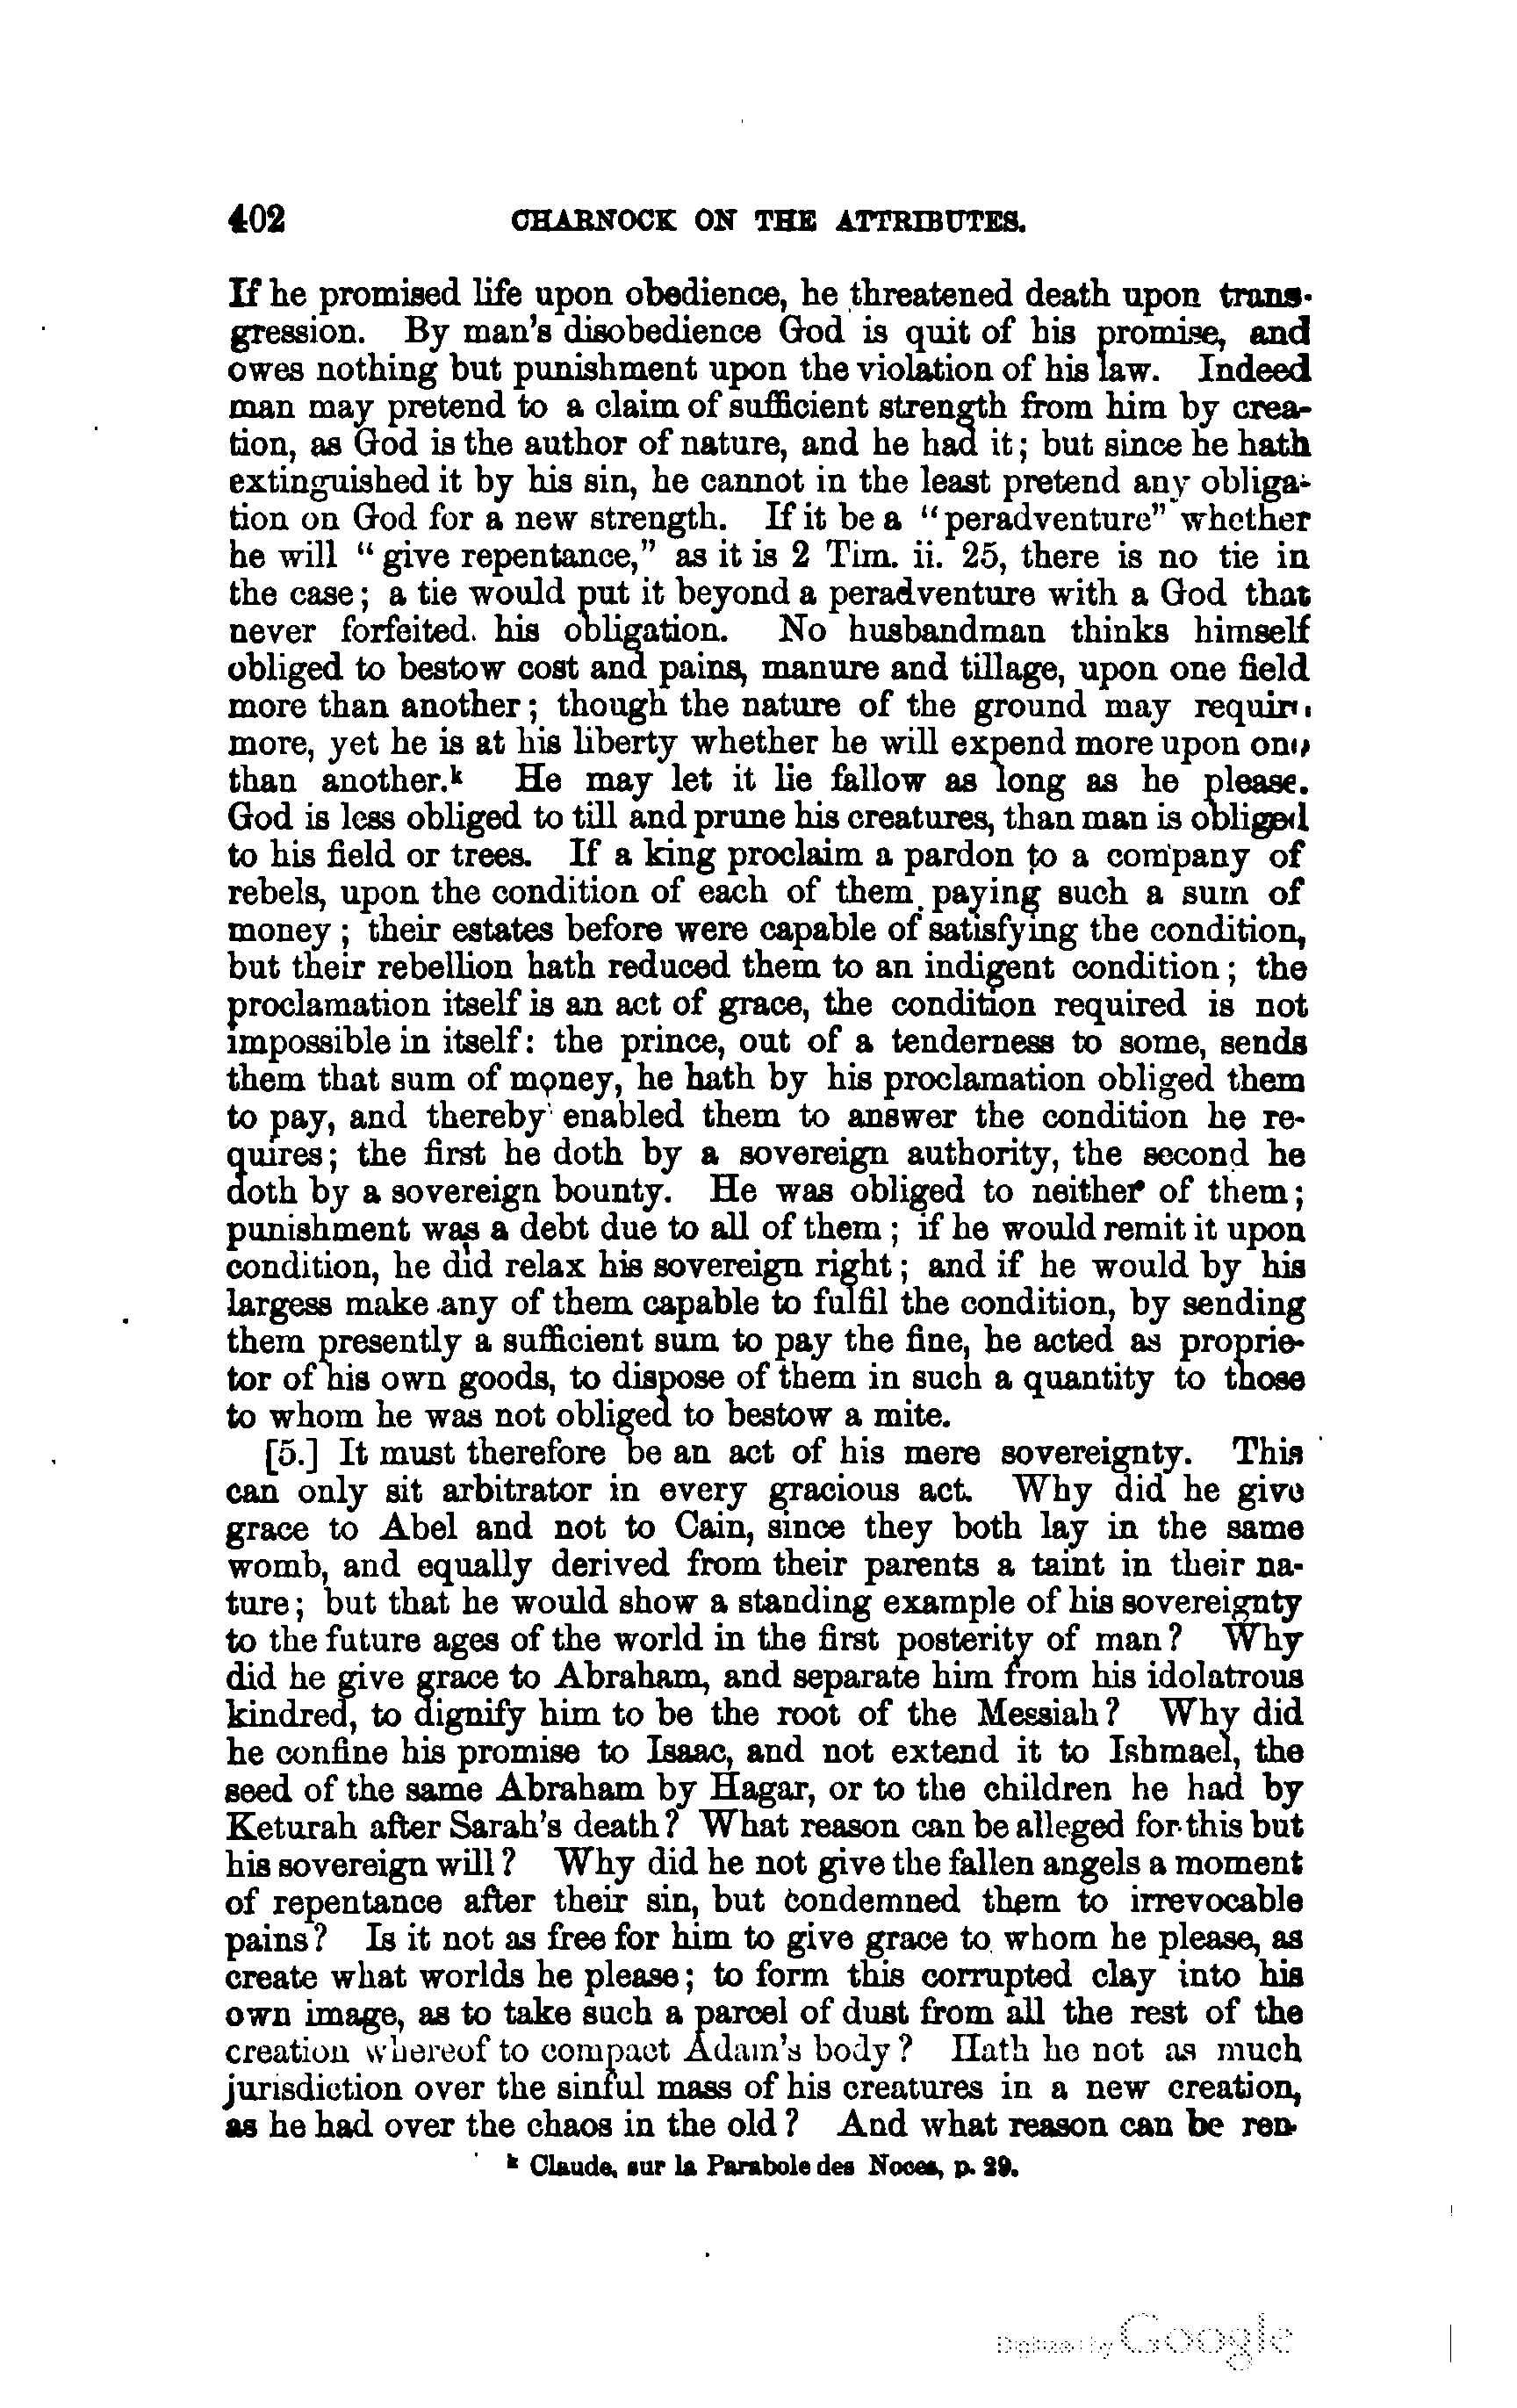 402 CHARNOCK ON THE ATTRIBUTES.
If he promised life upon obedience, he threatened death upon trans-
gression. By man's disobedience God is quit of his promise, and
owes nothing but punishment upon the violation of his law. Indeed
man may pretend to a claim of sufficient strength from him by crea-
tion, as God is the author of nature, and he had it; but since he hath
extinguished it by his sin, he cannot in the least pretend any obliga-
tion on God for a new strength. If it be a "peradventure" whether
he will "give repentance," as it is 2 Tim. ii. 25, there is no tie in
the case; a tie would put it beyond a peradventure with a God that
never forfeited his obligation. No husbandman thinks himself
obliged to bestow cost and pains, manure and tillage, upon one field
more than another; though the nature of the ground may require
more, yet he is at his liberty whether he will expend more upon one
than another.k He may let it lie fallow as long as he please.
God is less obliged to till and prune his creatures, than man is obliged
to his field or trees. If a king proclaim a pardon to a company of
rebels, upon the condition of each of them paying such a sum of
money; their estates before were capable of satisfying the condition,
but their rebellion hath reduced them to an indigent condition; the
proclamation itself is an act of grace, the condition required is not
impossible in itself: the prince, out of a tenderness to some, sends
them that sum of money, he hath by his proclamation obliged them
to pay, and thereby enabled them to answer the condition he re-
quires; the first he doth by a sovereign authority, the second he
doth by a sovereign bounty. He was obliged to neither of them;
punishment was a debt due to all of them; if he would remit it upon
condition, he did relax his sovereign right; and if he would by his
largess make any of them capable to fulfil the condition, by sending
them presently a sufficient sum to pay the fine, he acted as proprie-
tor of his own goods, to dispose of them in such a quantity to those
to whom he was not obliged to bestow a mite.
[5.] It must therefore be an act of his mere sovereignty. This
can only sit arbitrator in every gracious act. Why did he give
grace to Abel and not to Cain, since they both lay in the same
womb, and equally derived from their parents a taint in their na-
ture; but that he would show a standing example of his sovereignty
to the future ages of the world in the first posterity of man? Why
did he give grace to Abraham, and separate him from his idolatrous
kindred, to dignify him to be the root of the Messiah? Why did
he confine his promise to Isaac, and not extend it to Ishmael, the
seed of the same Abraham by Hagar, or to the children he had by
Keturah after Sarah's death? What reason can be alleged for this but
his sovereign will? Why did he not give the fallen angels a moment
of repentance after their sin, but condemned them to irrevocable
pains? Is it not as free for him to give grace to whom he please, as
create what worlds he please; to form this corrupted clay into his
own image, as to take such a parcel of dust from all the rest of the
creation whereof to compact Adam's body? Hath he not as much
jurisdiction over the sinful mass of his creatures in a new creation,
as he had over the chaos in the old? And what reason can be ren-
k Claude, sur la Parabole des Noces, p. 29.
Digitized by Google